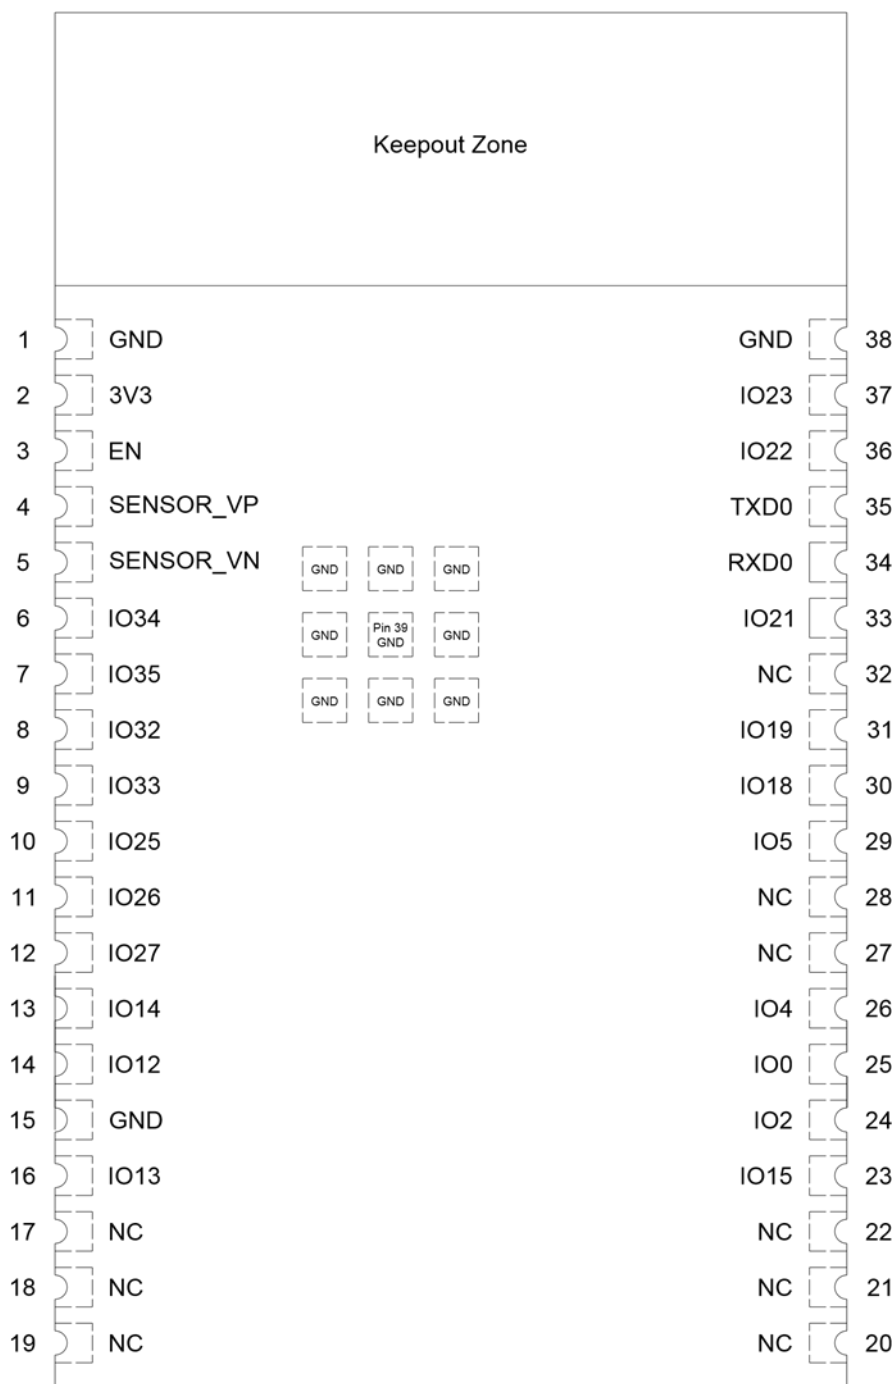 Keepout Zone
1 GND GND 38
2 3V3 IO23 37
3 EN IO22 36
4 SENSOR_VP TXD0 35
5 SENSOR_VN GND GND GND RXD0 34
6 IO34 GND Pin 39 GND GND IO21 33
7 IO35 GND GND GND NC 32
8 IO32 IO19 31
9 IO33 IO18 30
10 IO25 IO5 29
11 IO26 NC 28
12 IO27 NC 27
13 IO14 IO4 26
14 IO12 IO0 25
15 GND IO2 24
16 IO13 IO15 23
17 NC NC 22
18 NC NC 21
19 NC NC 20